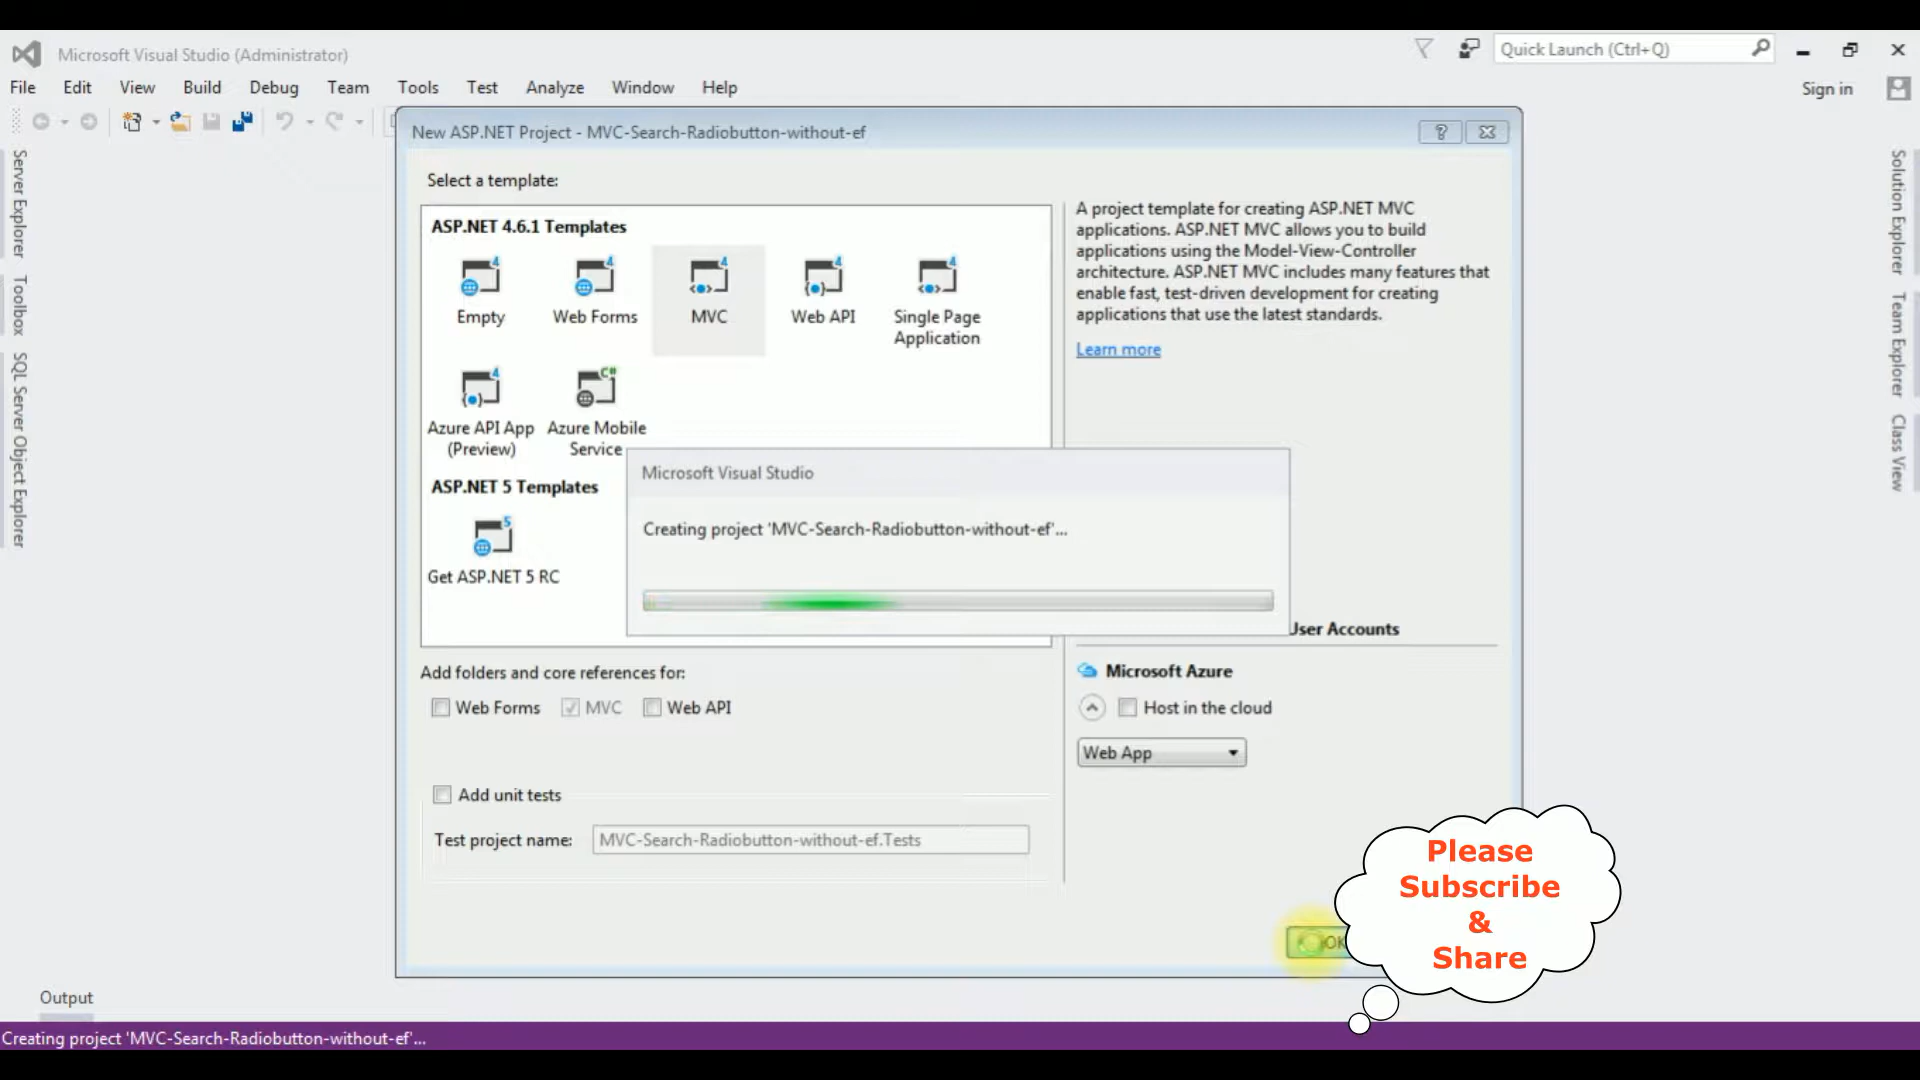 Microsoft Visual Studio (Administrator)
Quick Launch (Ctrl+Q)
File Edit View Build Debug Team Tools Test Analyze Window Help
Sign in
New ASP.NET Project - MVC-Search-Radiobutton-without-ef
Server Explorer
Toolbox
SQL Server Object Explorer
Solution Explorer
Team Explorer
Class View
Select a template:
ASP.NET 4.6.1 Templates
Empty
Web Forms
MVC
Web API
Single Page
Application
Azure API App
(Preview)
Azure Mobile
Service
ASP.NET 5 Templates
Get ASP.NET 5 RC
A project template for creating ASP.NET MVC
applications. ASP.NET MVC allows you to build
applications using the Model-View-Controller
architecture. ASP.NET MVC includes many features that
enable fast, test-driven development for creating
applications that use the latest standards.
Learn more
Microsoft Visual Studio
Creating project 'MVC-Search-Radiobutton-without-ef'...
User Accounts
Add folders and core references for:
Web Forms MVC Web API
Microsoft Azure
Host in the cloud
Web App
Add unit tests
Test project name: MVC-Search-Radiobutton-without-ef.Tests
OK
Please
Subscribe
&
Share
Output
Creating project 'MVC-Search-Radiobutton-without-ef'...